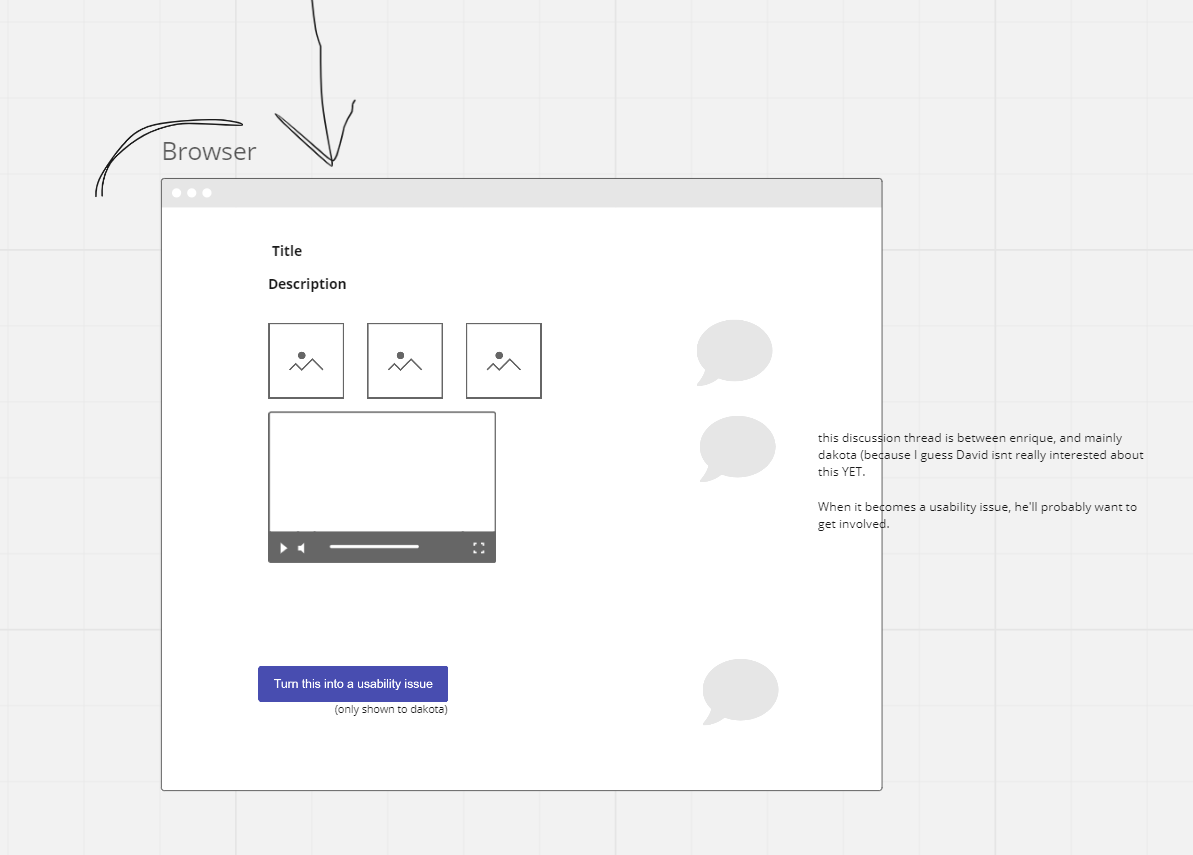 Browser
Title
Description
this discussion thread is between enrique, and mainly
dakota (because I guess David isnt really interested about
this YET.
When it becomes a usability issue, he'll probably want to
get involved.
Turn this into a usability issue
(only shown to dakota)